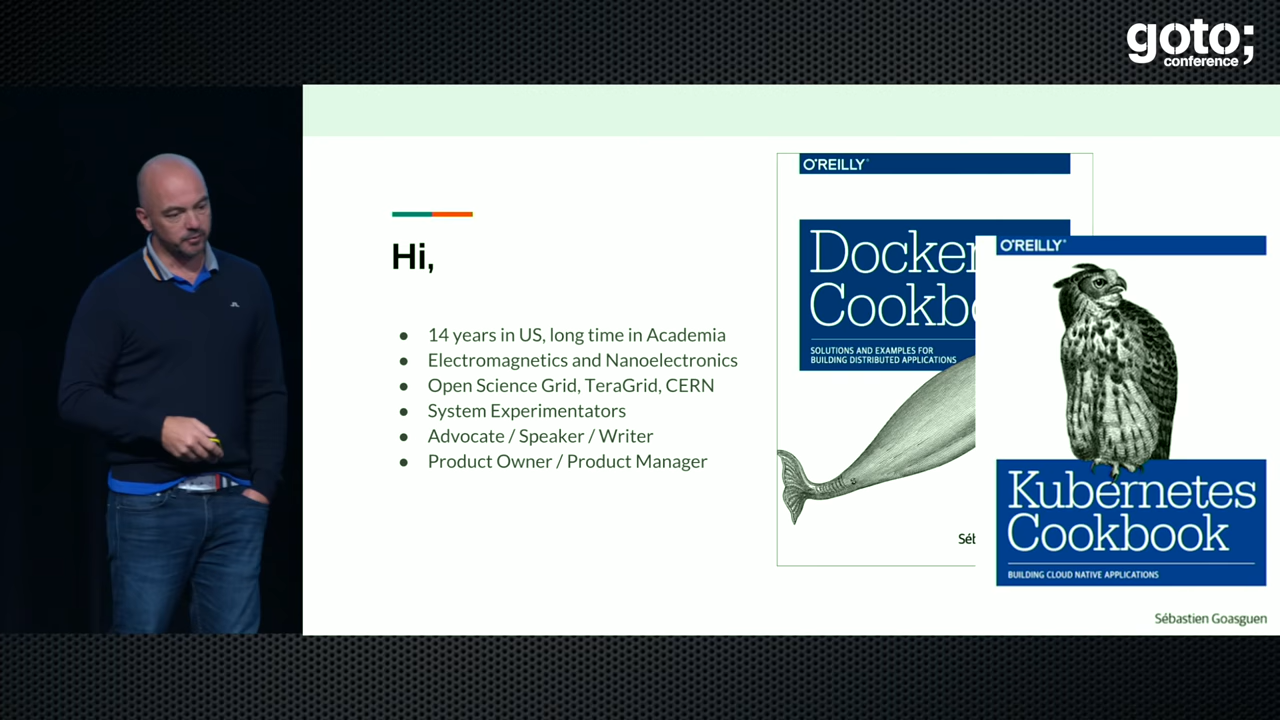 goto;
conference
Hi,
● 14 years in US, long time in Academia
● Electromagnetics and Nanoelectronics
● Open Science Grid, TeraGrid, CERN
● System Experimentators
● Advocate / Speaker / Writer
● Product Owner / Product Manager
O'REILLY®
Docker
SOLUTIONS AND EXAMPLES FOR
BUILDING DISTRIBUTED APPLICATIONS
O'REILLY®
Kubernetes
Cookbook
BUILDING CLOUD NATIVE APPLICATIONS
Sébastien Goasguen